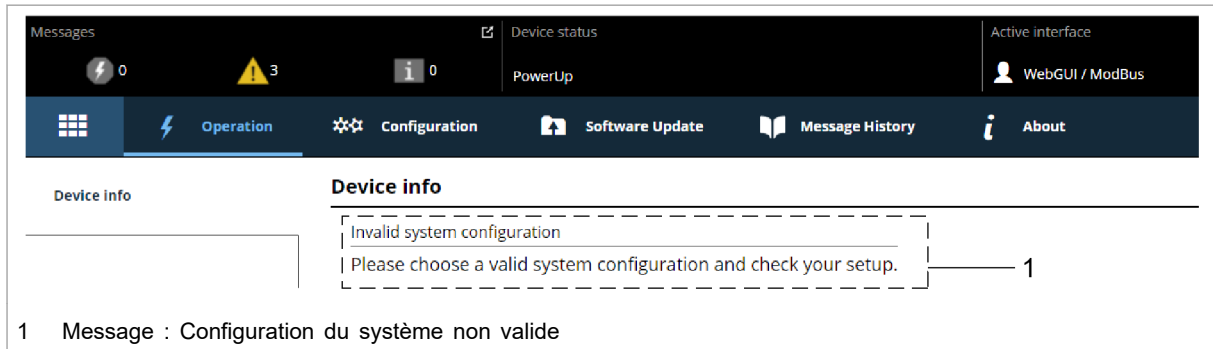 Messages Device status Active interface
0 3 0 PowerUp WebGUI / ModBus
Operation Configuration Software Update Message History i About
Device info Device info
Invalid system configuration
Please choose a valid system configuration and check your setup. 1
1 Message : Configuration du système non valide